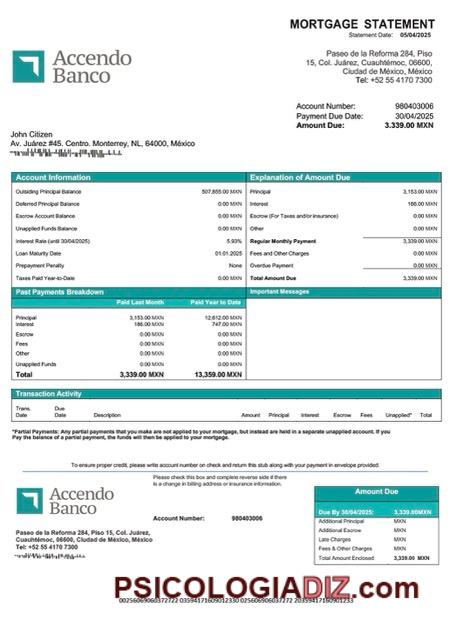 MORTGAGE STATEMENT
Statement Date: 05/04/2025
Accendo
Banco
Paseo de la Reforma 284, Piso
15, Col. Juárez, Cuauhtémoc, 06600,
Ciudad de México, México
Tel: +52 55 4170 7300
Account Number: 980403006
Payment Due Date: 30/04/2025
Amount Due: 3.339.00 MXN
John Citizen
Av. Juárez #45. Centro. Monterrey, NL, 64000, México
Account Information
Outsiding Principal Balance 507,855.00 MXN
Deferred Principal Balance 0.00 MXN
Escrow Account Balance 0.00 MXN
Unapplied Funds Balance 0.00 MXN
Interest Rate (until 30/04/2025) 5.93%
Loan Maturity Date 01.01.2025
Prepayment Penalty None
Taxes Paid Year-to-Date 0.00 MXN
Explanation of Amount Due
Principal 3,153.00 MXN
Interest 186.00 MXN
Escrow (For Taxes and/or insurance) 0.00 MXN
Other 0.00 MXN
Regular Monthly Payment 3,339.00 MXN
Fees and Other Charges 0.00 MXN
Overdue Payment 0.00 MXN
Total Amount Due 3,339.00 MXN
Past Payments Breakdown
Paid Last Month Paid Year to Date
Principal 3,153.00 MXN 12,612.00 MXN
Interest 186.00 MXN 747.00 MXN
Escrow 0.00 MXN 0.00 MXN
Fees 0.00 MXN 0.00 MXN
Other 0.00 MXN 0.00 MXN
Unapplied Funds 0.00 MXN 0.00 MXN
Total 3,339.00 MXN 13,359.00 MXN
Important Messages
Transaction Activity
Trans. Date Due Date Description Amount Principal Interest Escrow Fees Unapplied* Total
*Partial Payments: Any partial payments that you make are not applied to your mortgage, but instead are held in a separate unapplied account. If you
Pay the balance of a partial payment, the funds will then be applied to your mortgage.
To ensure proper credit, please write account number on check and return this stub along with your payment in envelope provided.
Please check this box and complete reverse side if there
is a change in billing address or insurance information.
Accendo
Banco
Account Number: 980403006
Paseo de la Reforma 284, Piso 15, Col. Juárez,
Cuauhtémoc, 06600, Ciudad de México, México
Tel: +52 55 4170 7300
Amount Due
Due By 30/04/2025: 3,339.00MXN
Additional Principal MXN
Additional Escrow MXN
Late Charges MXN
Fees & Other Charges MXN
Total Amount Enclosed 3,339.00 MXN
PSICOLOGIADIZ.com